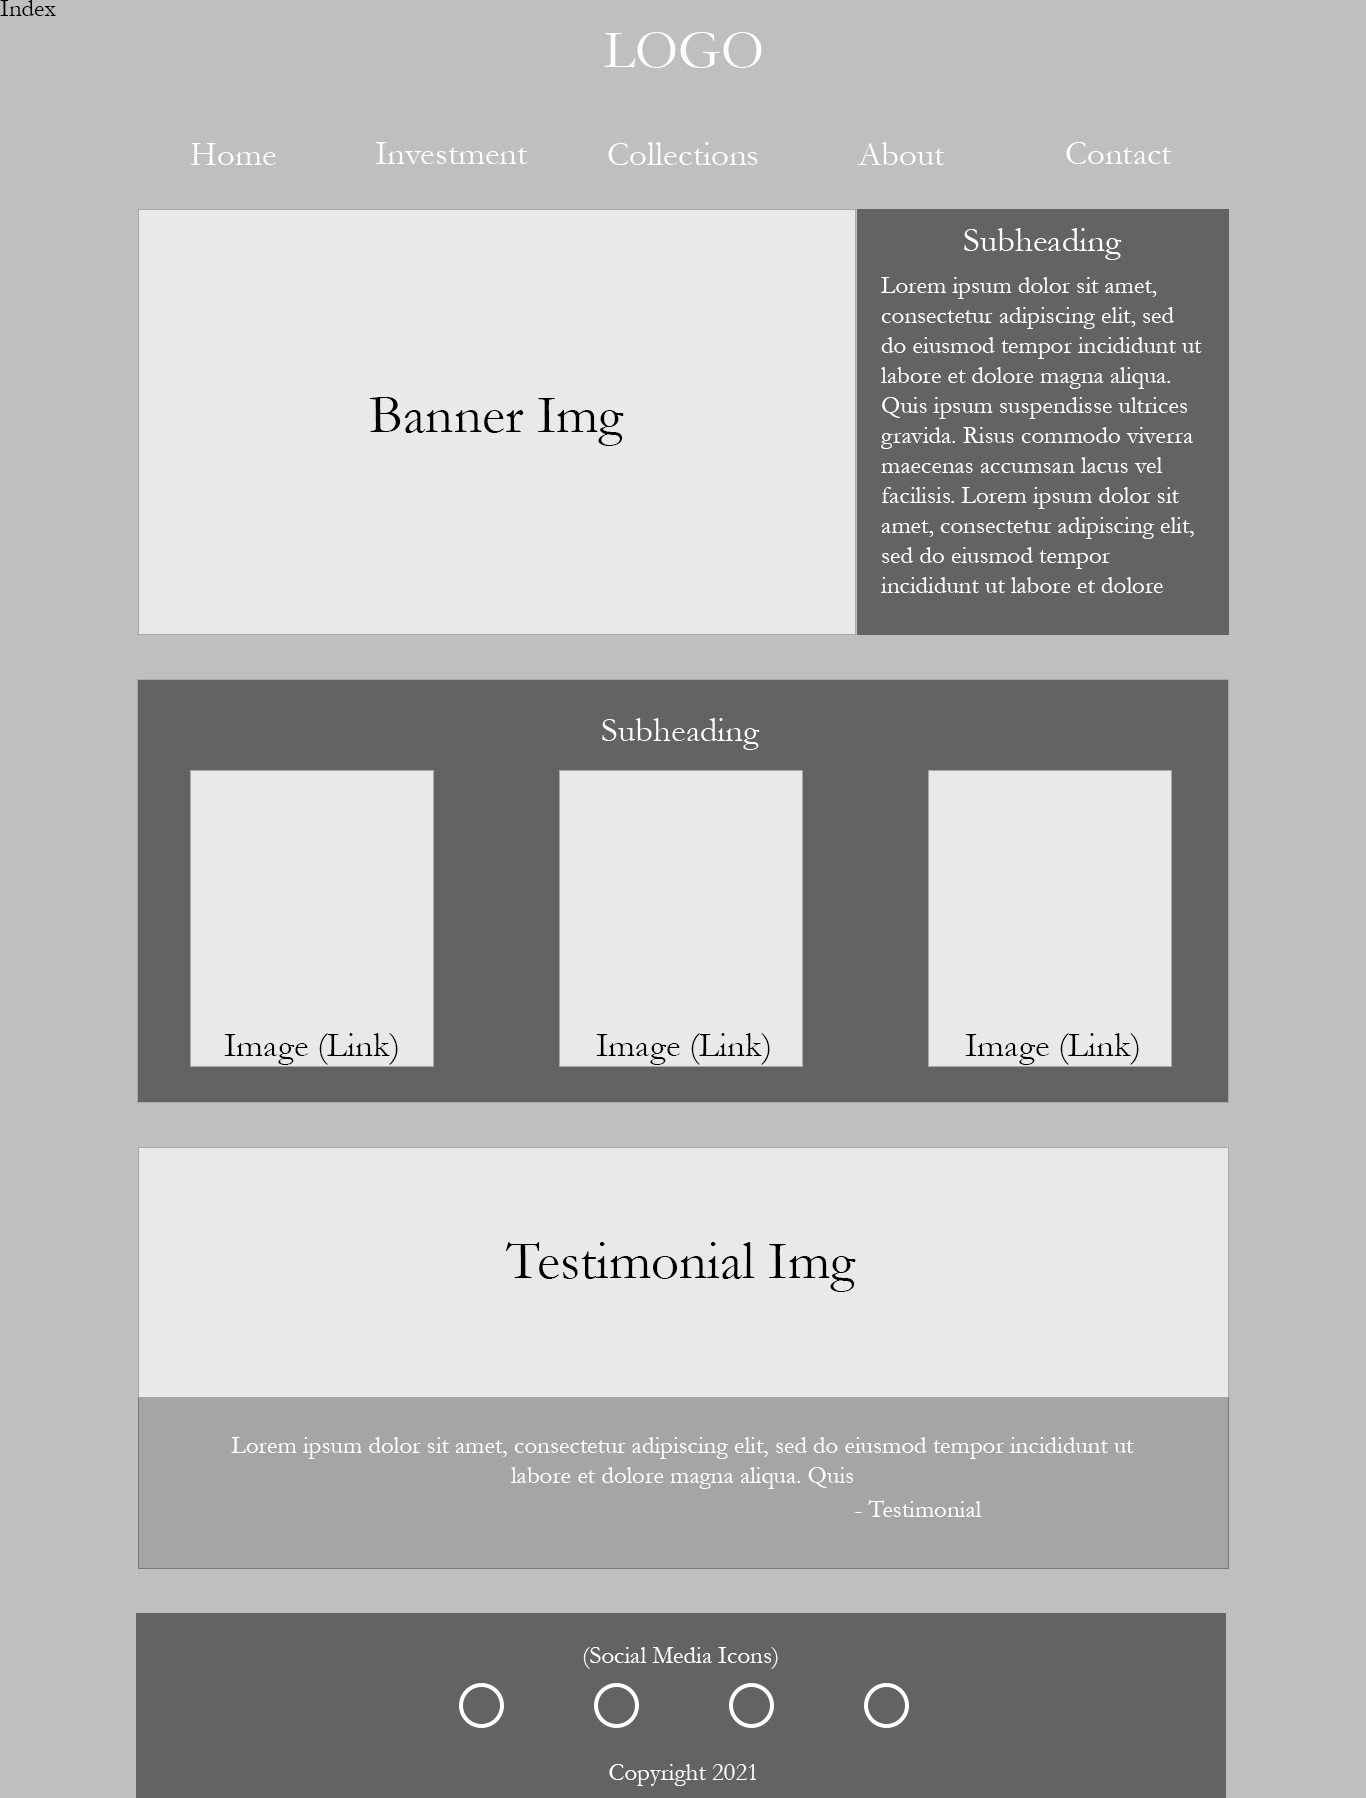 Index
LOGO
Home Investment Collections About Contact
Banner Img
Subheading
Lorem ipsum dolor sit amet,
consectetur adipiscing elit, sed
do eiusmod tempor incididunt ut
labore et dolore magna aliqua.
Quis ipsum suspendisse ultrices
gravida. Risus commodo viverra
maecenas accumsan lacus vel
facilisis. Lorem ipsum dolor sit
amet, consectetur adipiscing elit,
sed do eiusmod tempor
incididunt ut labore et dolore
Subheading
Image (Link) Image (Link) Image (Link)
Testimonial Img
Lorem ipsum dolor sit amet, consectetur adipiscing elit, sed do eiusmod tempor incididunt ut
labore et dolore magna aliqua. Quis
- Testimonial
(Social Media Icons)
Copyright 2021